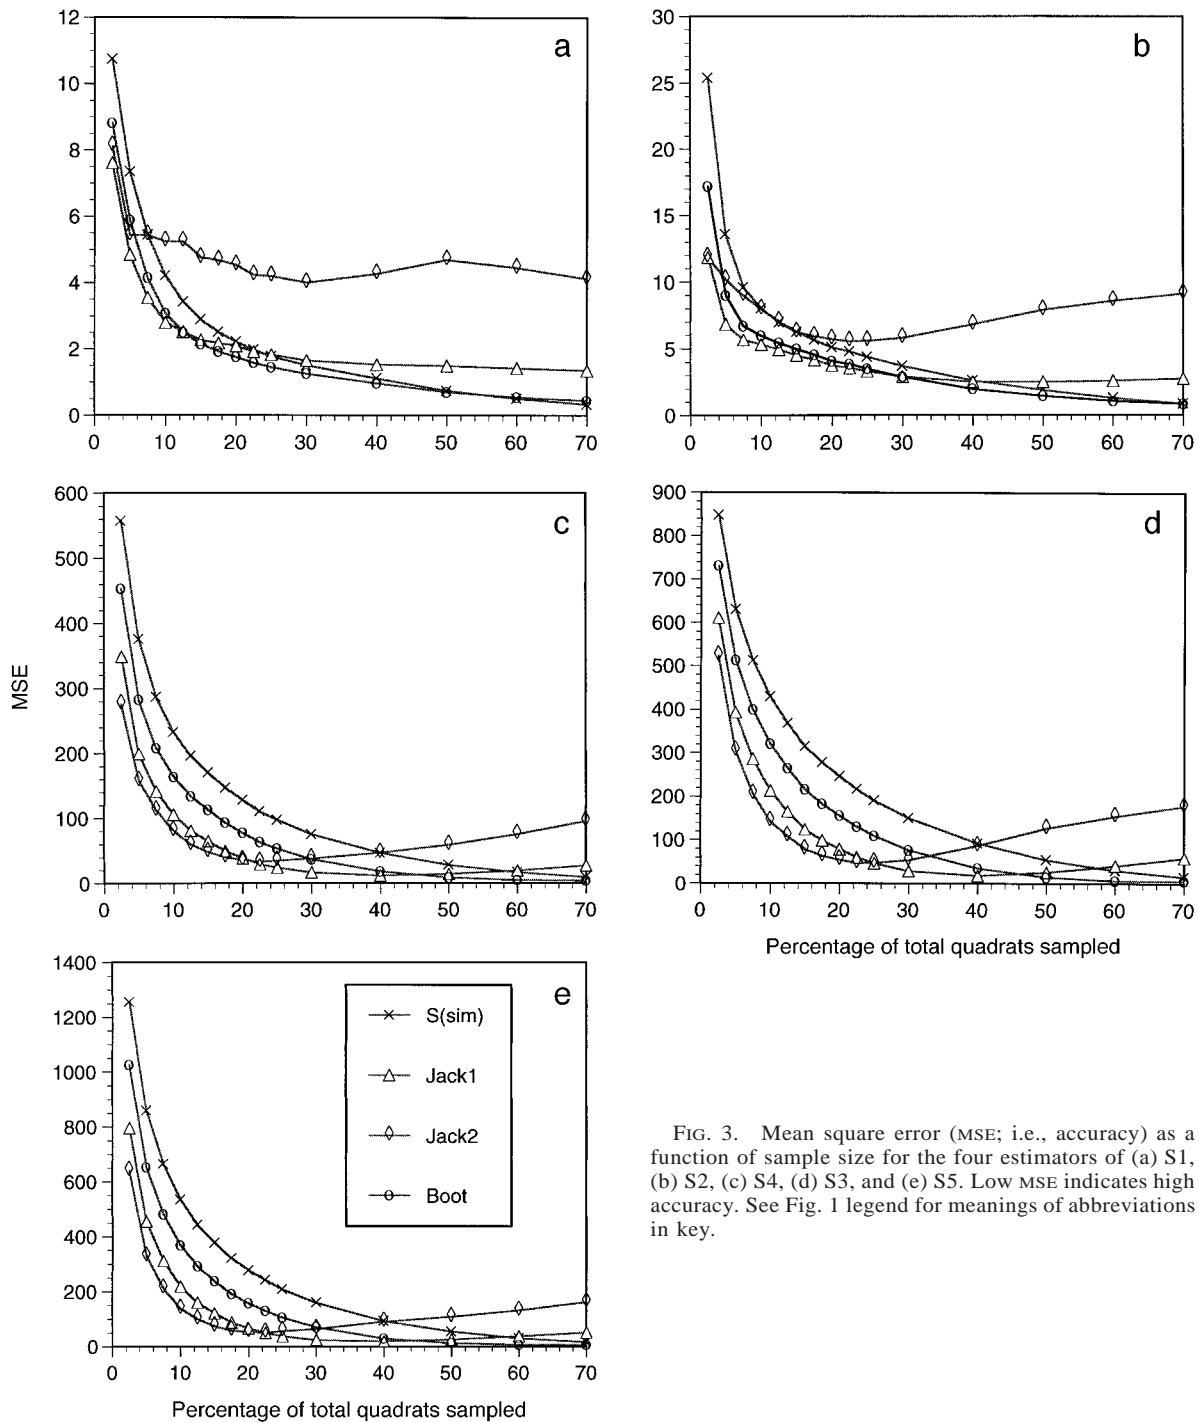 12
10
8
6
4
2
0
0 10 20 30 40 50 60 70
a
30
25
20
15
10
5
0
0 10 20 30 40 50 60 70
b
MSE
600
500
400
300
200
100
0
0 10 20 30 40 50 60 70
c
900
800
700
600
500
400
300
200
100
0
0 10 20 30 40 50 60 70
d
Percentage of total quadrats sampled
1400
1200
1000
800
600
400
200
0
0 10 20 30 40 50 60 70
e
S(sim)
Jack1
Jack2
Boot
Percentage of total quadrats sampled
FIG. 3. Mean square error (MSE; i.e., accuracy) as a
function of sample size for the four estimators of (a) S1,
(b) S2, (c) S4, (d) S3, and (e) S5. Low MSE indicates high
accuracy. See Fig. 1 legend for meanings of abbreviations
in key.